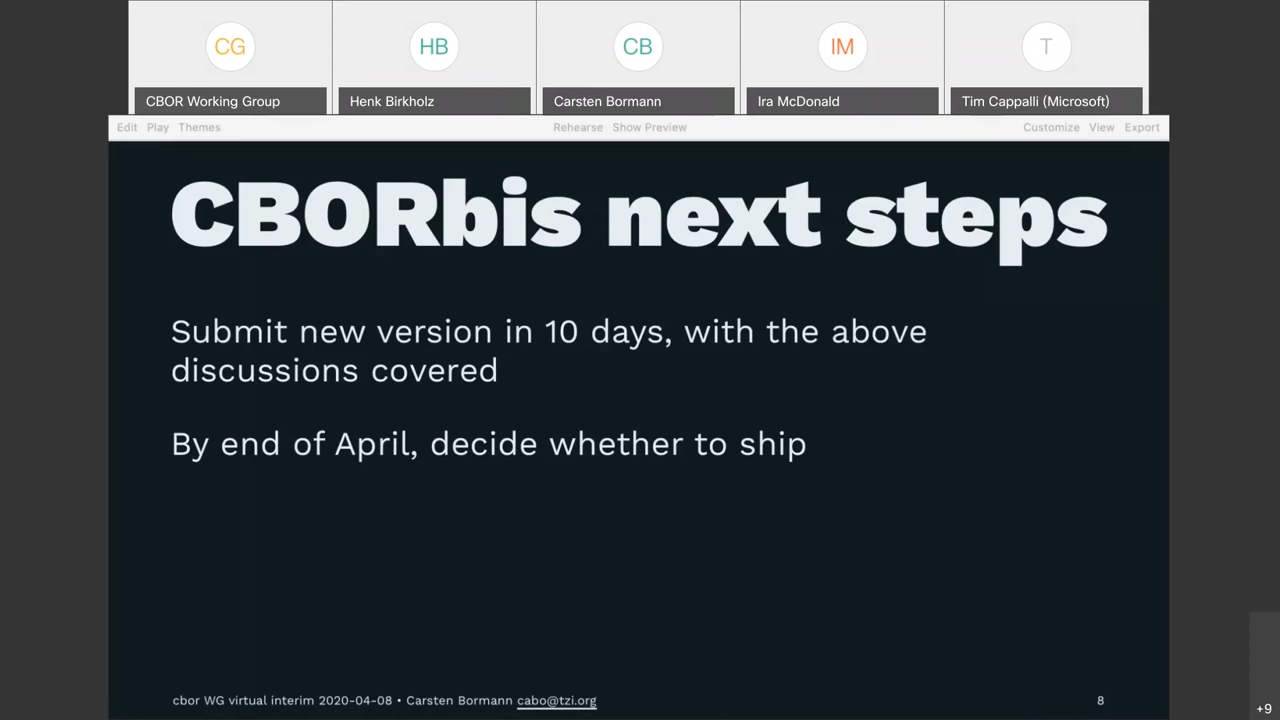 CG HB CB IM T
CBOR Working Group Henk Birkholz Carsten Bormann Ira McDonald Tim Cappalli (Microsoft)
Edit Play Themes Rehearse Show Preview Customize View Export
CBORbis next steps
Submit new version in 10 days, with the above
discussions covered
By end of April, decide whether to ship
cbor WG virtual interim 2020-04-08 • Carsten Bormann cabo@tzi.org 8
+9